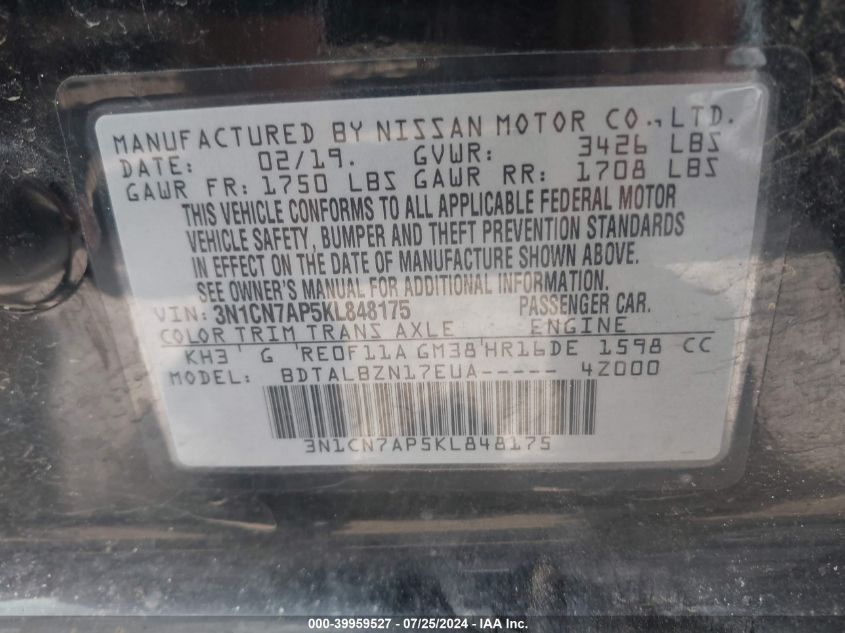 MANUFACTURED BY NISSAN MOTOR CO., LTD.
DATE: 02/19. GVWR: 3426 LBS
GAWR FR: 1750 LBS GAWR RR: 1708 LBS
THIS VEHICLE CONFORMS TO ALL APPLICABLE FEDERAL MOTOR
VEHICLE SAFETY, BUMPER AND THEFT PREVENTION STANDARDS
IN EFFECT ON THE DATE OF MANUFACTURE SHOWN ABOVE.
SEE OWNER'S MANUAL FOR ADDITIONAL INFORMATION.
VIN: 3N1CN7AP5KL848175 PASSENGER CAR.
COLOR TRIM TRANS AXLE ENGINE
KH3 G 'RE0F11A GM38'HR16DE 1598 CC
MODEL: BDTALBZN17EUA----- 4Z000
3N1CN7AP5KL848175
000-39959527 - 07/25/2024 - IAA Inc.